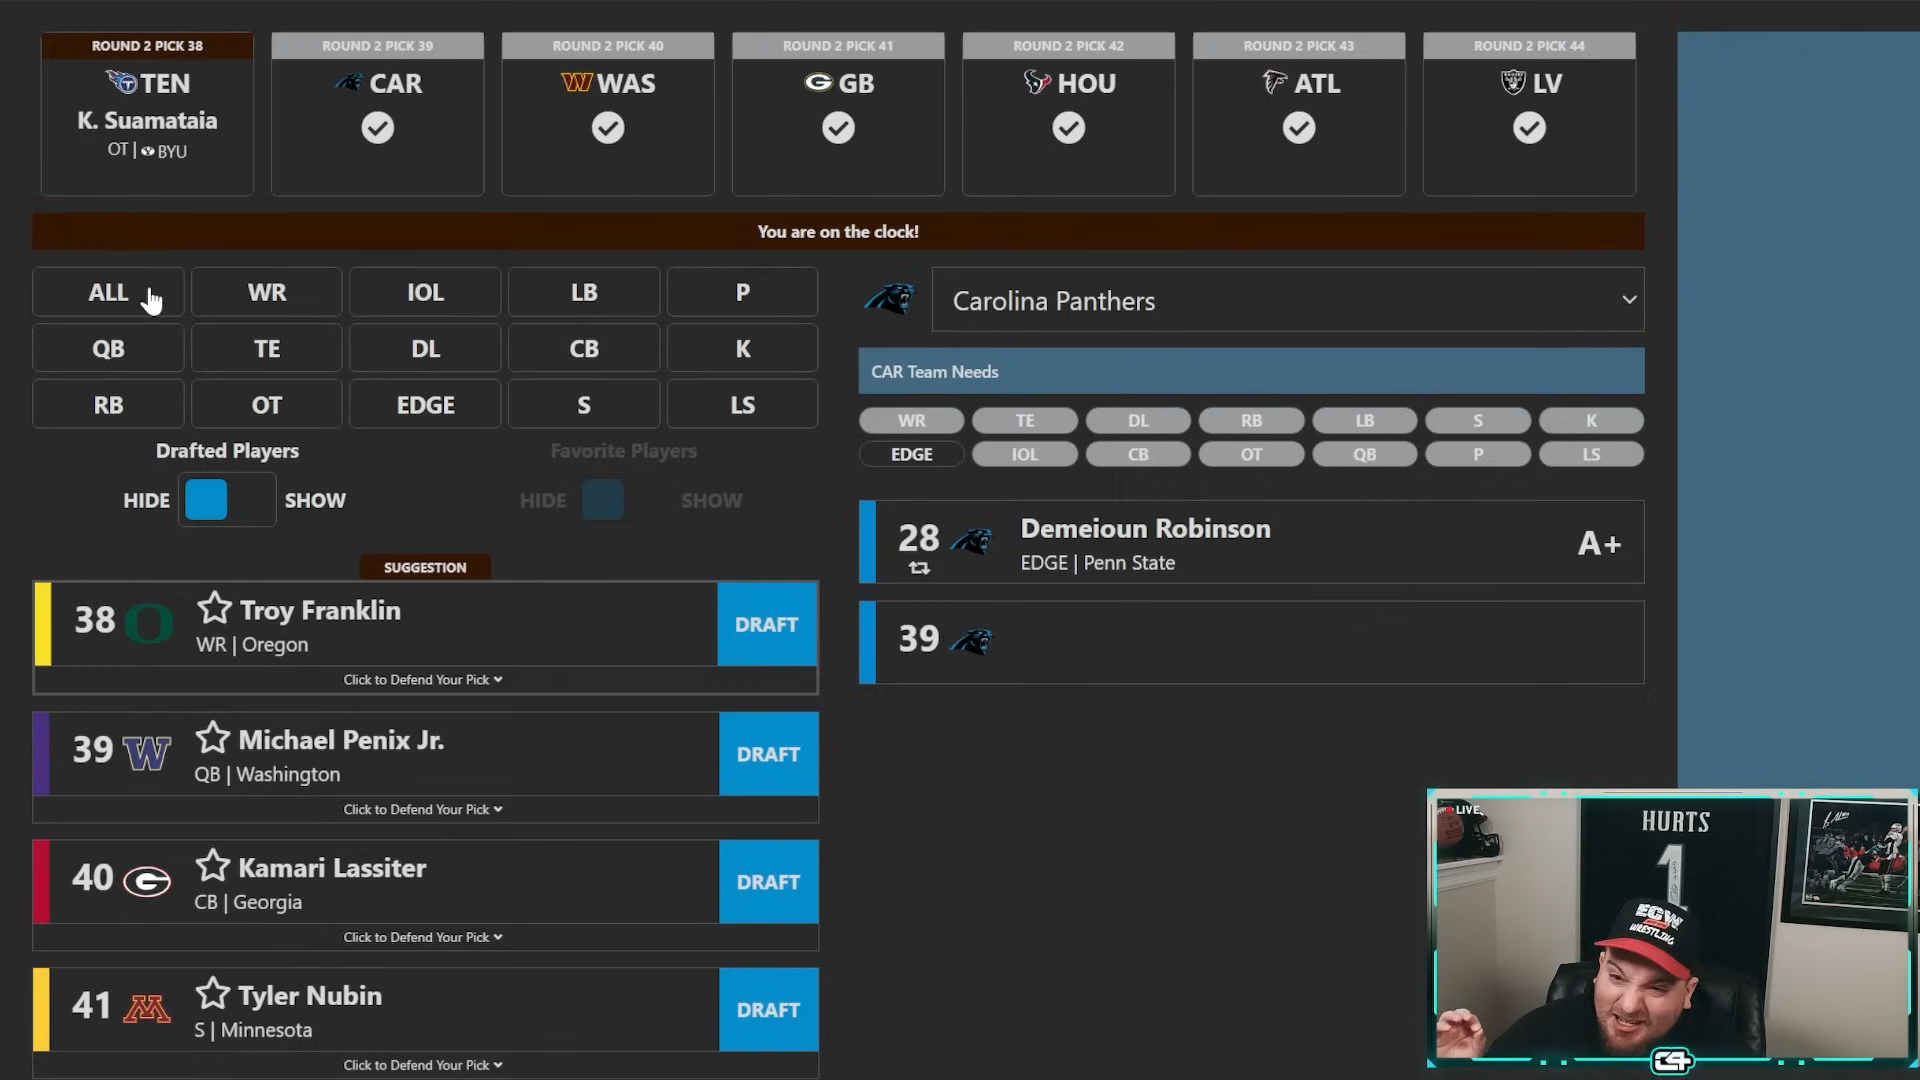 ROUND 2 PICK 38
TEN
K. Suamataia
OT | BYU
ROUND 2 PICK 39
CAR
ROUND 2 PICK 40
WAS
ROUND 2 PICK 41
GB
ROUND 2 PICK 42
HOU
ROUND 2 PICK 43
ATL
ROUND 2 PICK 44
LV
You are on the clock!
ALL WR IOL LB P
QB TE DL CB K
RB OT EDGE S LS
Drafted Players
HIDE SHOW
Favorite Players
HIDE SHOW
SUGGESTION
38 Troy Franklin
WR | Oregon
DRAFT
Click to Defend Your Pick
39 Michael Penix Jr.
QB | Washington
DRAFT
Click to Defend Your Pick
40 Kamari Lassiter
CB | Georgia
DRAFT
Click to Defend Your Pick
41 Tyler Nubin
S | Minnesota
DRAFT
Click to Defend Your Pick
Carolina Panthers
CAR Team Needs
WR TE DL RB LB S K
EDGE IOL CB OT QB P LS
28 Demeioun Robinson
EDGE | Penn State
A+
39
LIVE
HURTS
1
ECW
WRESTLING